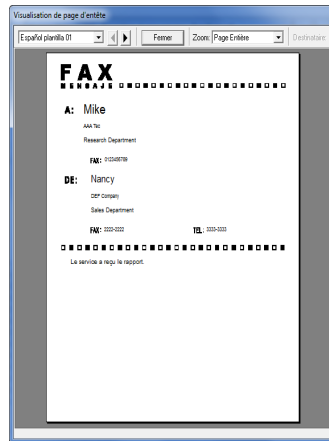 Visualisation de page d'entête
Español plantilla 01 Fermer Zoom: Page Entière Destinataire:
FAX
MENSAJE
A: Mike
AAA Tec
Research Department
FAX: 0123456789
DE: Nancy
DEF Company
Sales Department
FAX: 2222-2222 TEL: 3333-3333
Le service a reçu le rapport.